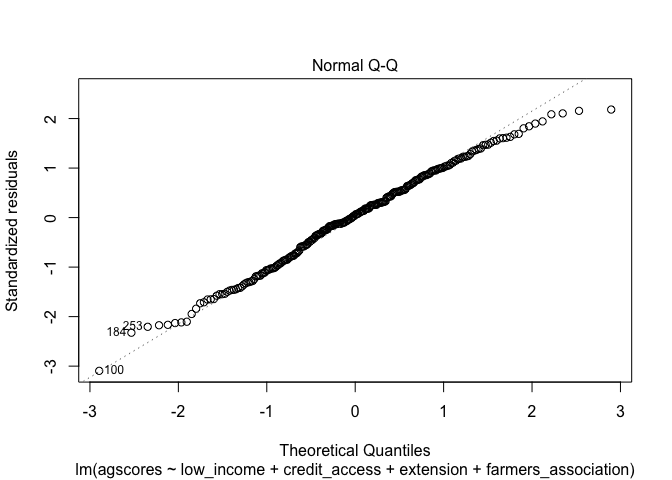 Normal Q-Q
Standardized residuals
2
1
0
-1
-2
-3
253
184
100
-3 -2 -1 0 1 2 3
Theoretical Quantiles
lm(agscores ~ low_income + credit_access + extension + farmers_association)